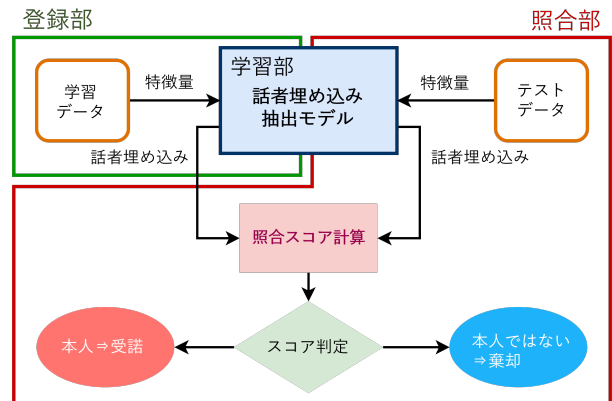 登録部
照合部
学習部
学習
データ
特徴量
話者埋め込み
抽出モデル
特徴量
テスト
データ
話者埋め込み
話者埋め込み
照合スコア計算
スコア判定
本人⇒受諾
本人ではない
⇒棄却